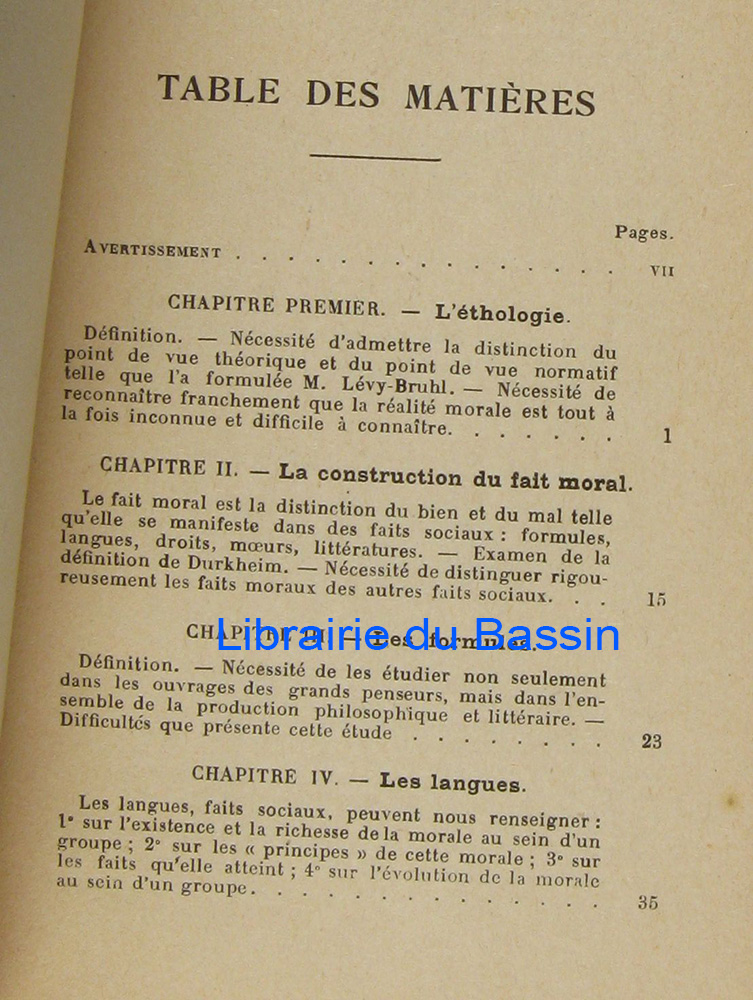 TABLE DES MATIÈRES
Pages.
AVERTISSEMENT . . . . . . . . . . . . . . . VII
CHAPITRE PREMIER. — L'éthologie.
Définition. — Nécessité d'admettre la distinction du
point de vue théorique et du point de vue normatif
telle que l'a formulée M. Lévy-Bruhl. — Nécessité de
reconnaître franchement que la réalité morale est tout à
la fois inconnue et difficile à connaître. . . . . . . 1
CHAPITRE II. — La construction du fait moral.
Le fait moral est la distinction du bien et du mal telle
qu'elle se manifeste dans des faits sociaux : formules,
langues, droits, mœurs, littératures. — Examen de la
définition de Durkheim. — Nécessité de distinguer rigou-
reusement les faits moraux des autres faits sociaux. . . 15
CHAPITRE III. — Les formules.
Librairie du Bassin
Définition. — Nécessité de les étudier non seulement
dans les ouvrages des grands penseurs, mais dans l'en-
semble de la production philosophique et littéraire. —
Difficultés que présente cette étude . . . . . . . . 23
CHAPITRE IV. — Les langues.
Les langues, faits sociaux, peuvent nous renseigner :
1° sur l'existence et la richesse de la morale au sein d'un
groupe ; 2° sur les « principes » de cette morale ; 3° sur
les faits qu'elle atteint ; 4° sur l'évolution de la morale
au sein d'un groupe. . . . . . . . . . . . . . 35